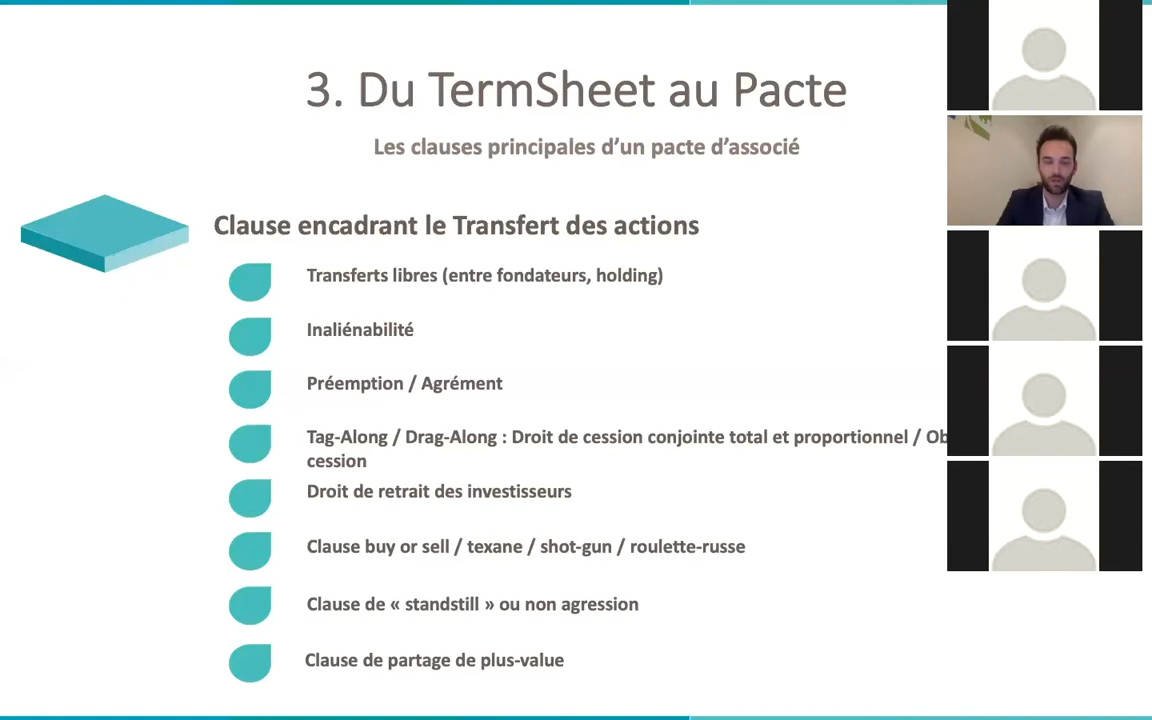 3. Du TermSheet au Pacte
Les clauses principales d’un pacte d’associé
Clause encadrant le Transfert des actions
Transferts libres (entre fondateurs, holding)
Inaliénabilité
Préemption / Agrément
Tag-Along / Drag-Along : Droit de cession conjointe total et proportionnel /
cession
Droit de retrait des investisseurs
Clause buy or sell / texane / shot-gun / roulette-russe
Clause de « standstill » ou non agression
Clause de partage de plus-value